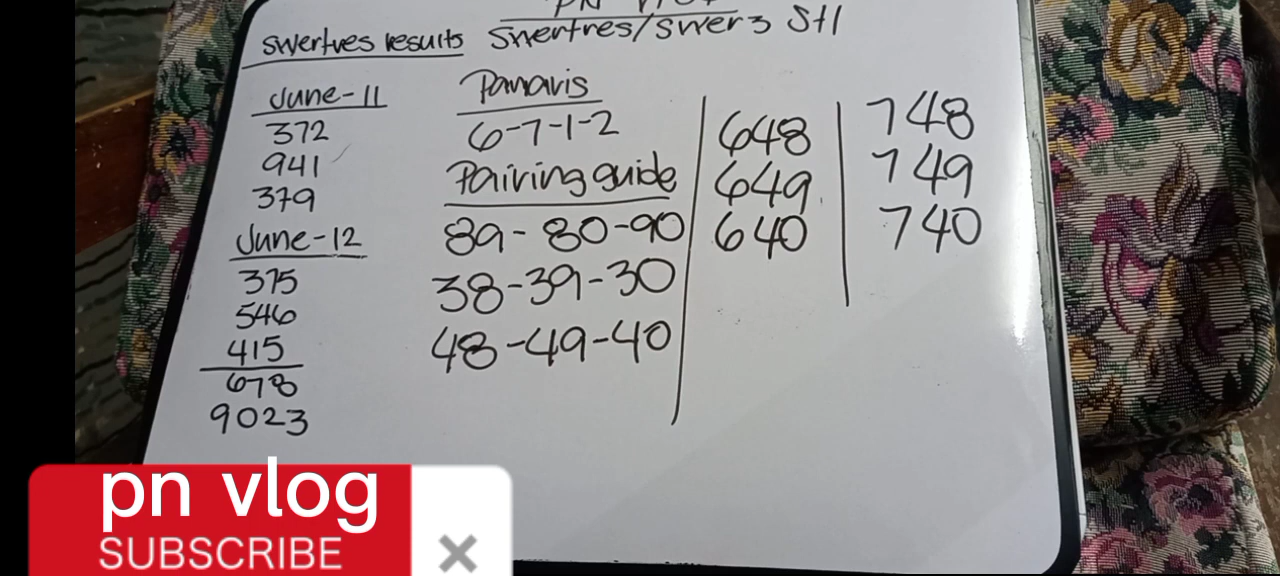 PN Vlog
Swertres results Swertres/Swer3 Stl
June-11
372
941
379
June-12
375
546
415
678
9023
Pamaris
6-7-1-2
Pairing guide
89-80-90
38-39-30
48-49-40
648
649
640
748
749
740
pn vlog
SUBSCRIBE